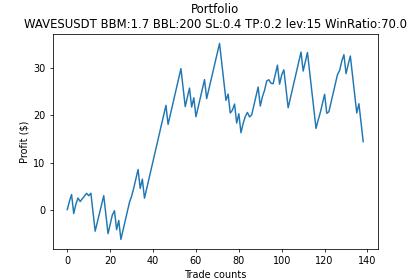 Portfolio
WAVESUSDT BBM:1.7 BBL:200 SL:0.4 TP:0.2 lev:15 WinRatio:70.0
30
20
10
0
Profit ($)
0 20 40 60 80 100 120 140
Trade counts